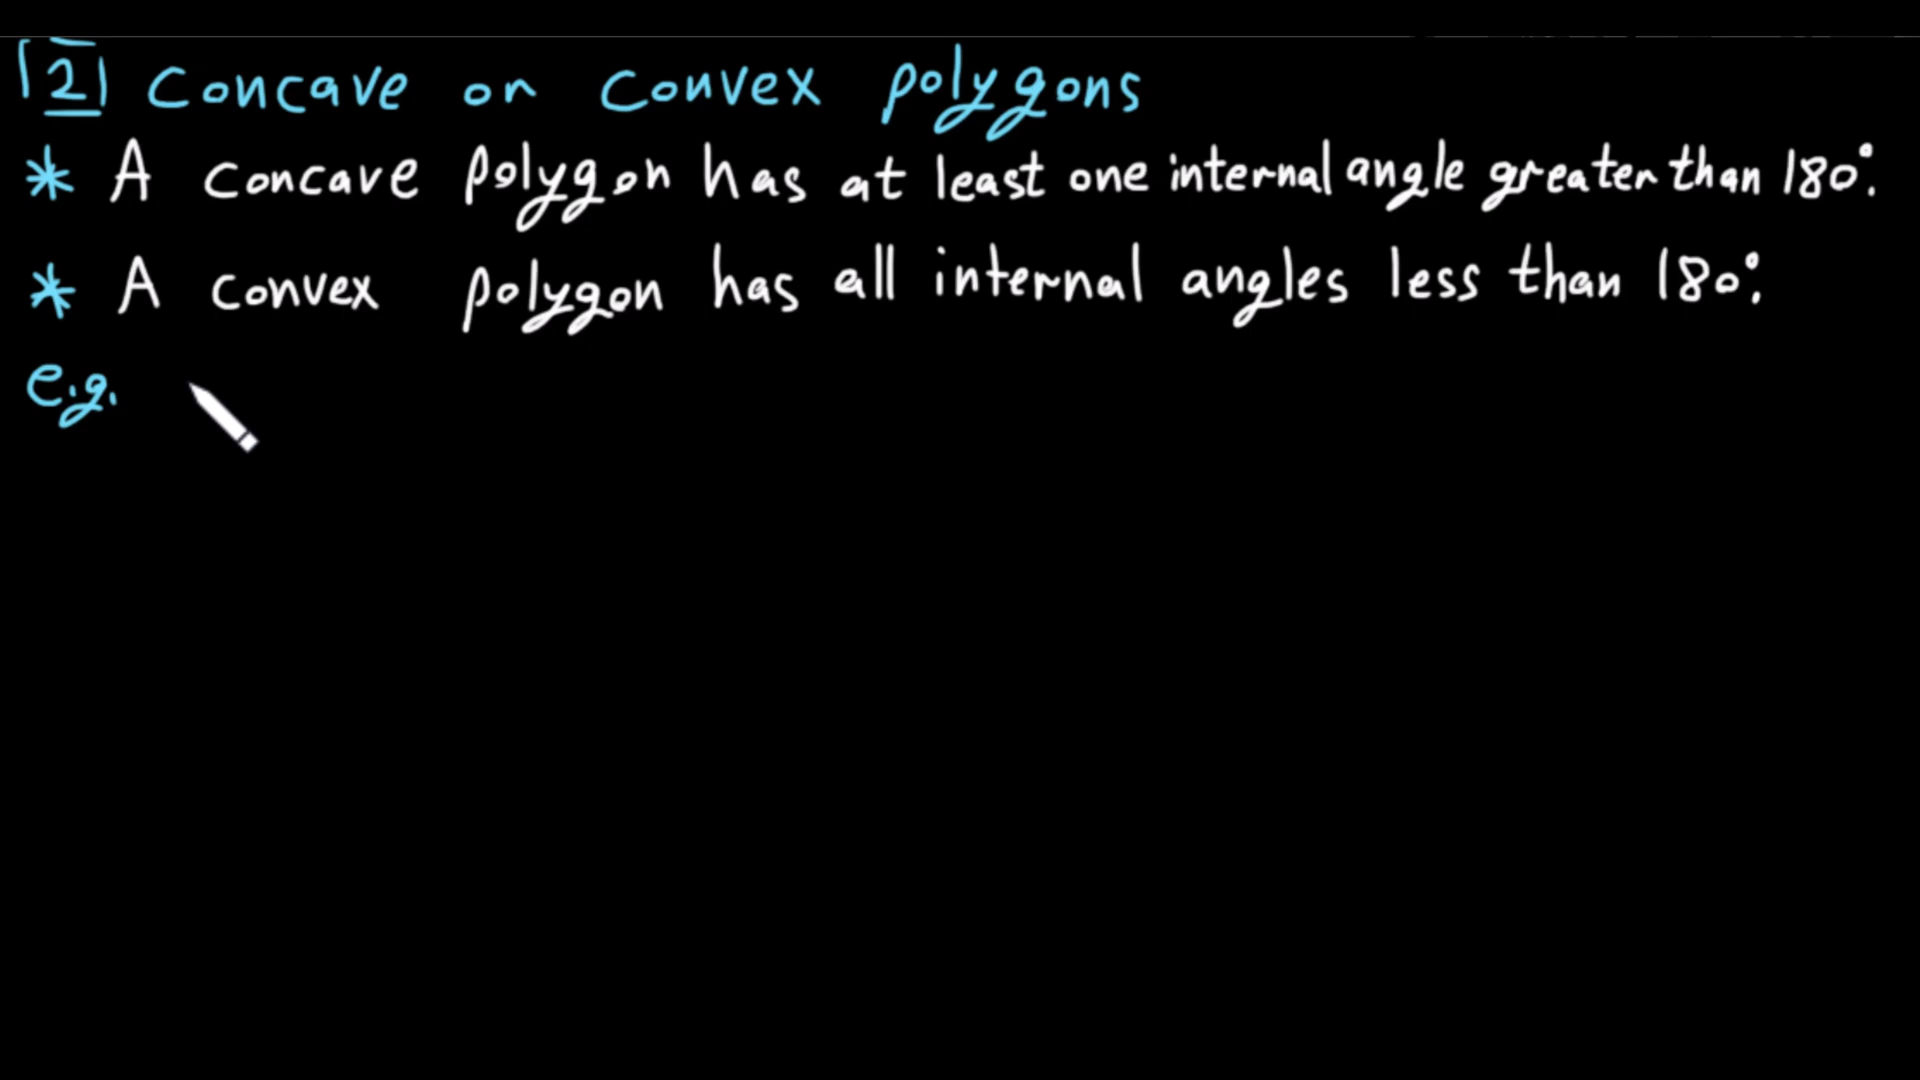 [2] Concave or convex polygons
* A concave polygon has at least one internal angle greater than 180°.
* A convex polygon has all internal angles less than 180°.
e.g.